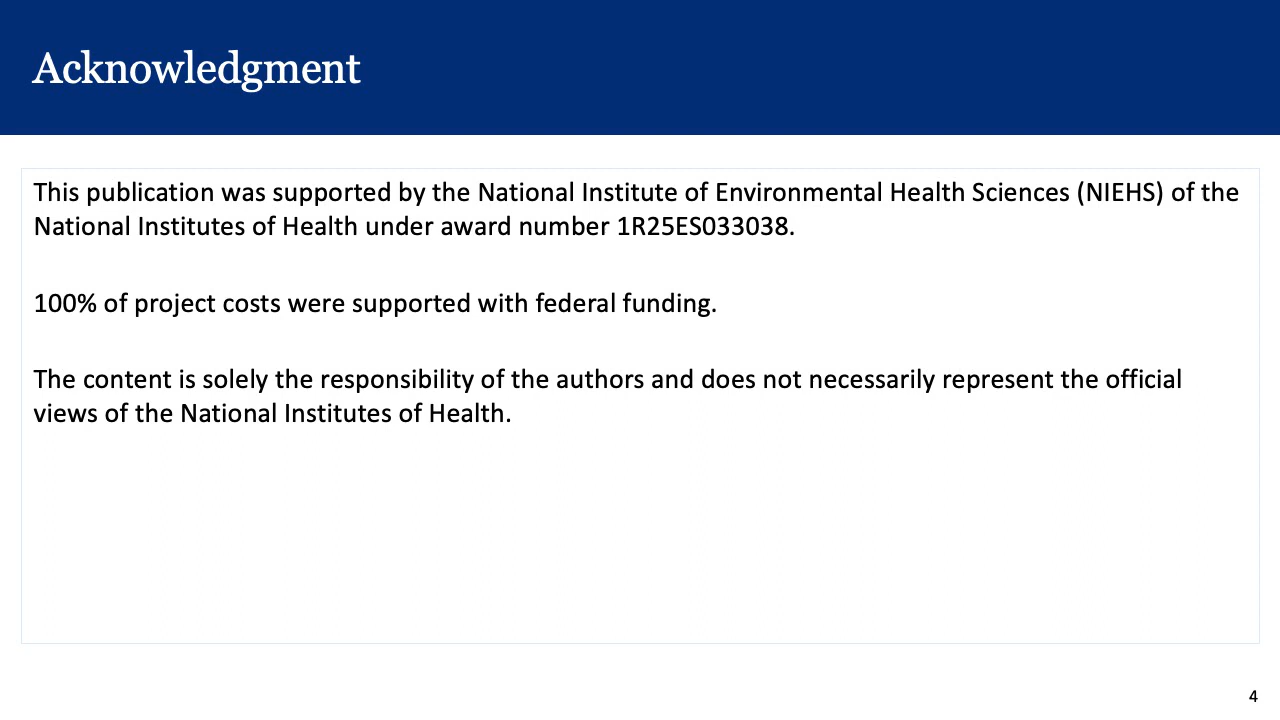 Acknowledgment
This publication was supported by the National Institute of Environmental Health Sciences (NIEHS) of the
National Institutes of Health under award number 1R25ES033038.
100% of project costs were supported with federal funding.
The content is solely the responsibility of the authors and does not necessarily represent the official
views of the National Institutes of Health.
4